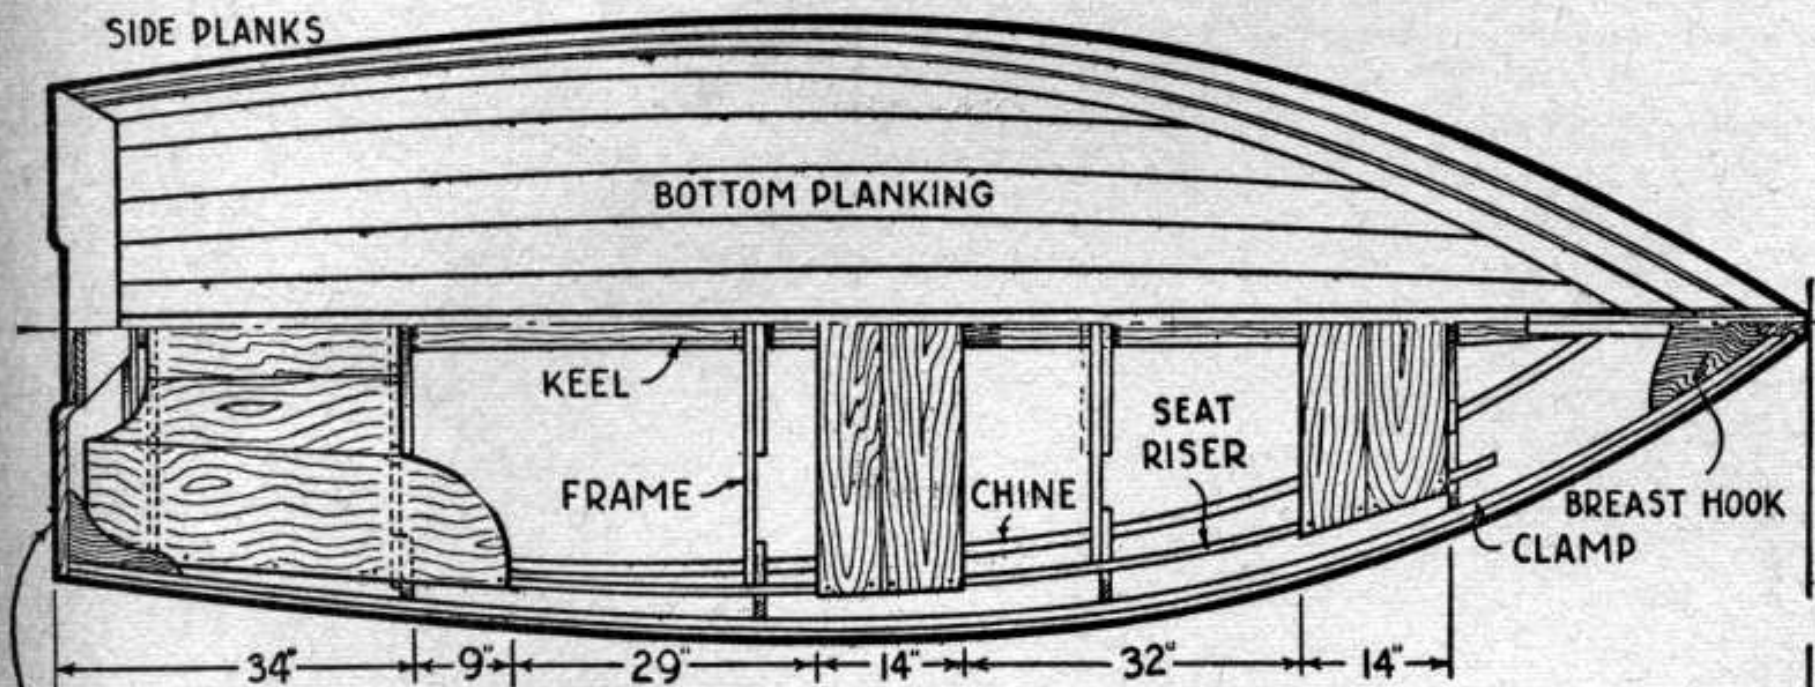 SIDE PLANKS
BOTTOM PLANKING
KEEL
SEAT
RISER
FRAME
CHINE
BREAST HOOK
CLAMP
34" 9" 29" 14" 32" 14"